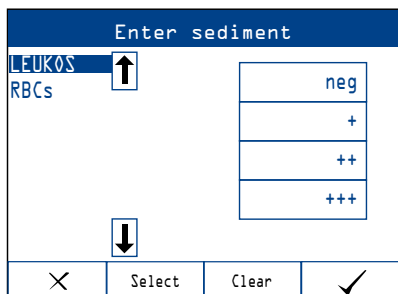 Enter sediment
LEUKOS
RBCs
neg
+
++
+++
Select Clear